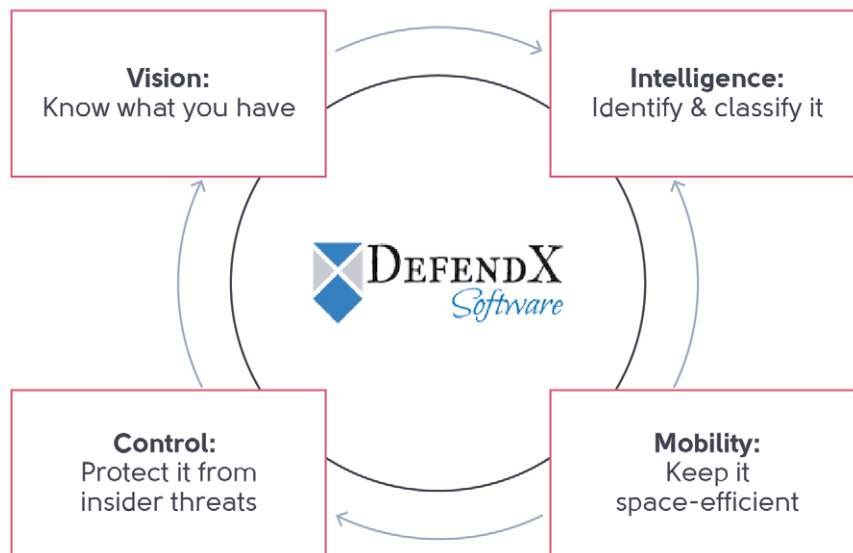 Vision:
Know what you have
Intelligence:
Identify & classify it
DEFENDX
Software
Control:
Protect it from
insider threats
Mobility:
Keep it
space-efficient